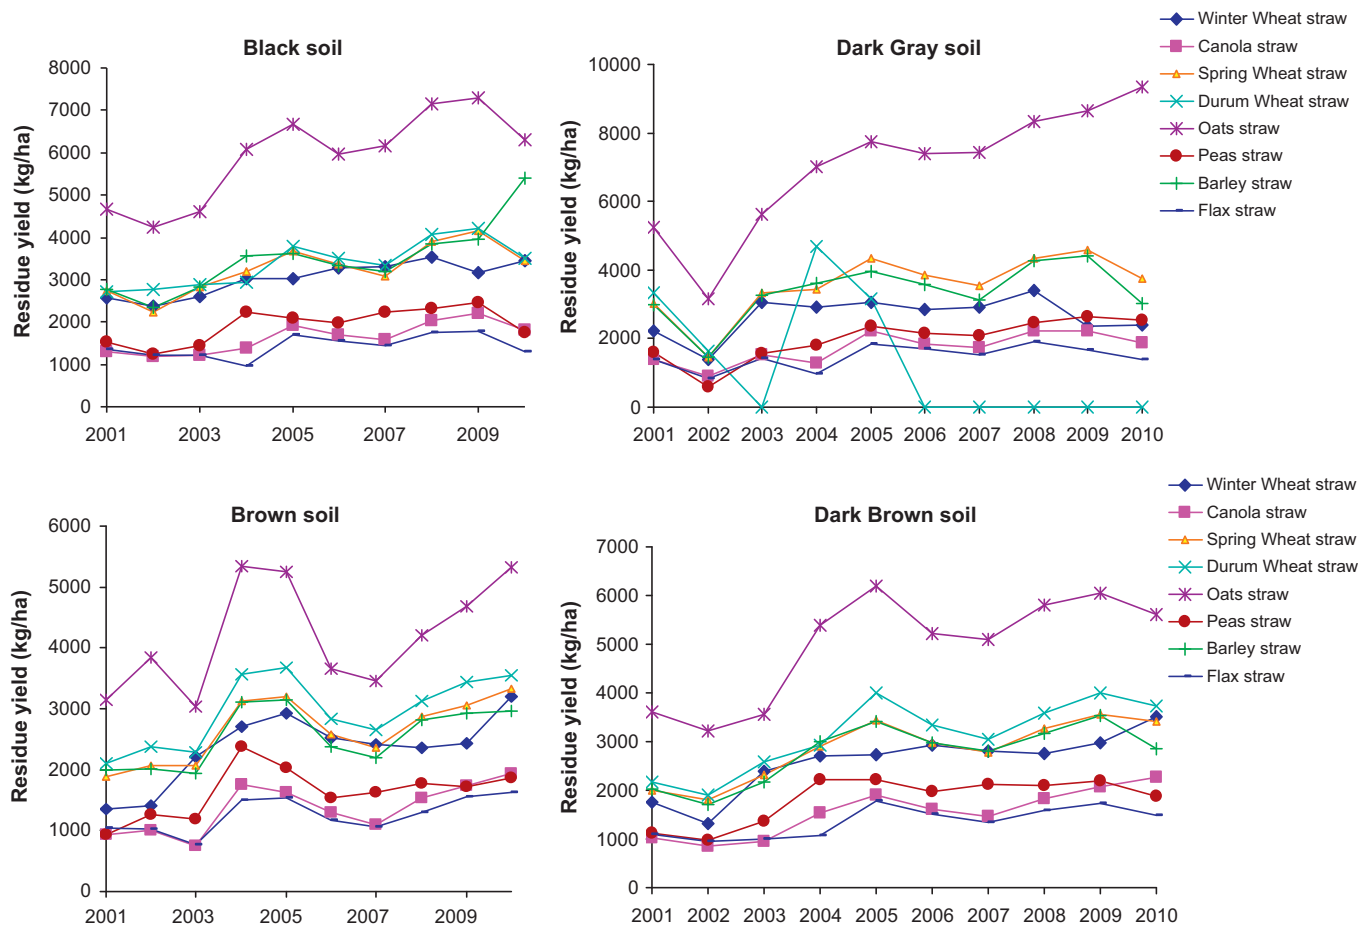 Black soil
Residue yield (kg/ha)
8000
7000
6000
5000
4000
3000
2000
1000
0
2001
2003
2005
2007
2009
Dark Gray soil
Residue yield (kg/ha)
10000
8000
6000
4000
2000
0
2001
2002
2003
2004
2005
2006
2007
2008
2009
2010
Winter Wheat straw
Canola straw
Spring Wheat straw
Durum Wheat straw
Oats straw
Peas straw
Barley straw
Flax straw
Brown soil
Residue yield (kg/ha)
6000
5000
4000
3000
2000
1000
0
2001
2003
2005
2007
2009
Dark Brown soil
Residue yield (kg/ha)
7000
6000
5000
4000
3000
2000
1000
0
2001
2002
2003
2004
2005
2006
2007
2008
2009
2010
Winter Wheat straw
Canola straw
Spring Wheat straw
Durum Wheat straw
Oats straw
Peas straw
Barley straw
Flax straw